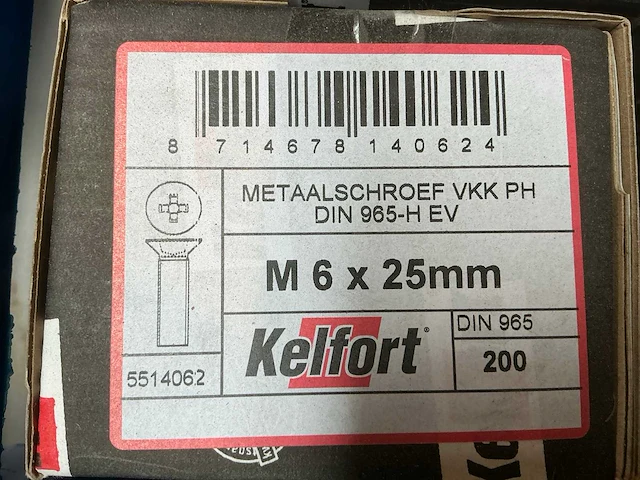 8 714678 140624
METAALSCHROEF VKK PH
DIN 965-H EV
M 6 x 25mm
Kelfort®
DIN 965
200
5514062